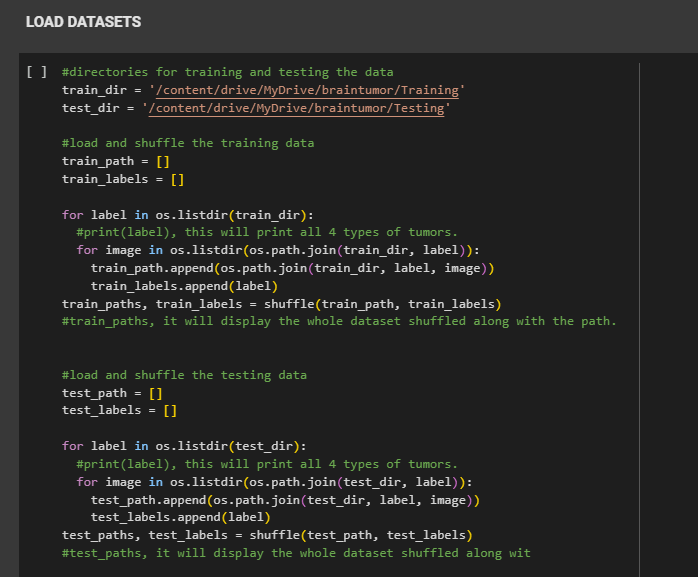 LOAD DATASETS
[ ] #directories for training and testing the data
train_dir = '/content/drive/MyDrive/braintumor/Training'
test_dir = '/content/drive/MyDrive/braintumor/Testing'
#load and shuffle the training data
train_path = []
train_labels = []
for label in os.listdir(train_dir):
#print(label), this will print all 4 types of tumors.
for image in os.listdir(os.path.join(train_dir, label)):
train_path.append(os.path.join(train_dir, label, image))
train_labels.append(label)
train_paths, train_labels = shuffle(train_path, train_labels)
#train_paths, it will display the whole dataset shuffled along with the path.
#load and shuffle the testing data
test_path = []
test_labels = []
for label in os.listdir(test_dir):
#print(label), this will print all 4 types of tumors.
for image in os.listdir(os.path.join(test_dir, label)):
test_path.append(os.path.join(test_dir, label, image))
test_labels.append(label)
test_paths, test_labels = shuffle(test_path, test_labels)
#test_paths, it will display the whole dataset shuffled along wit